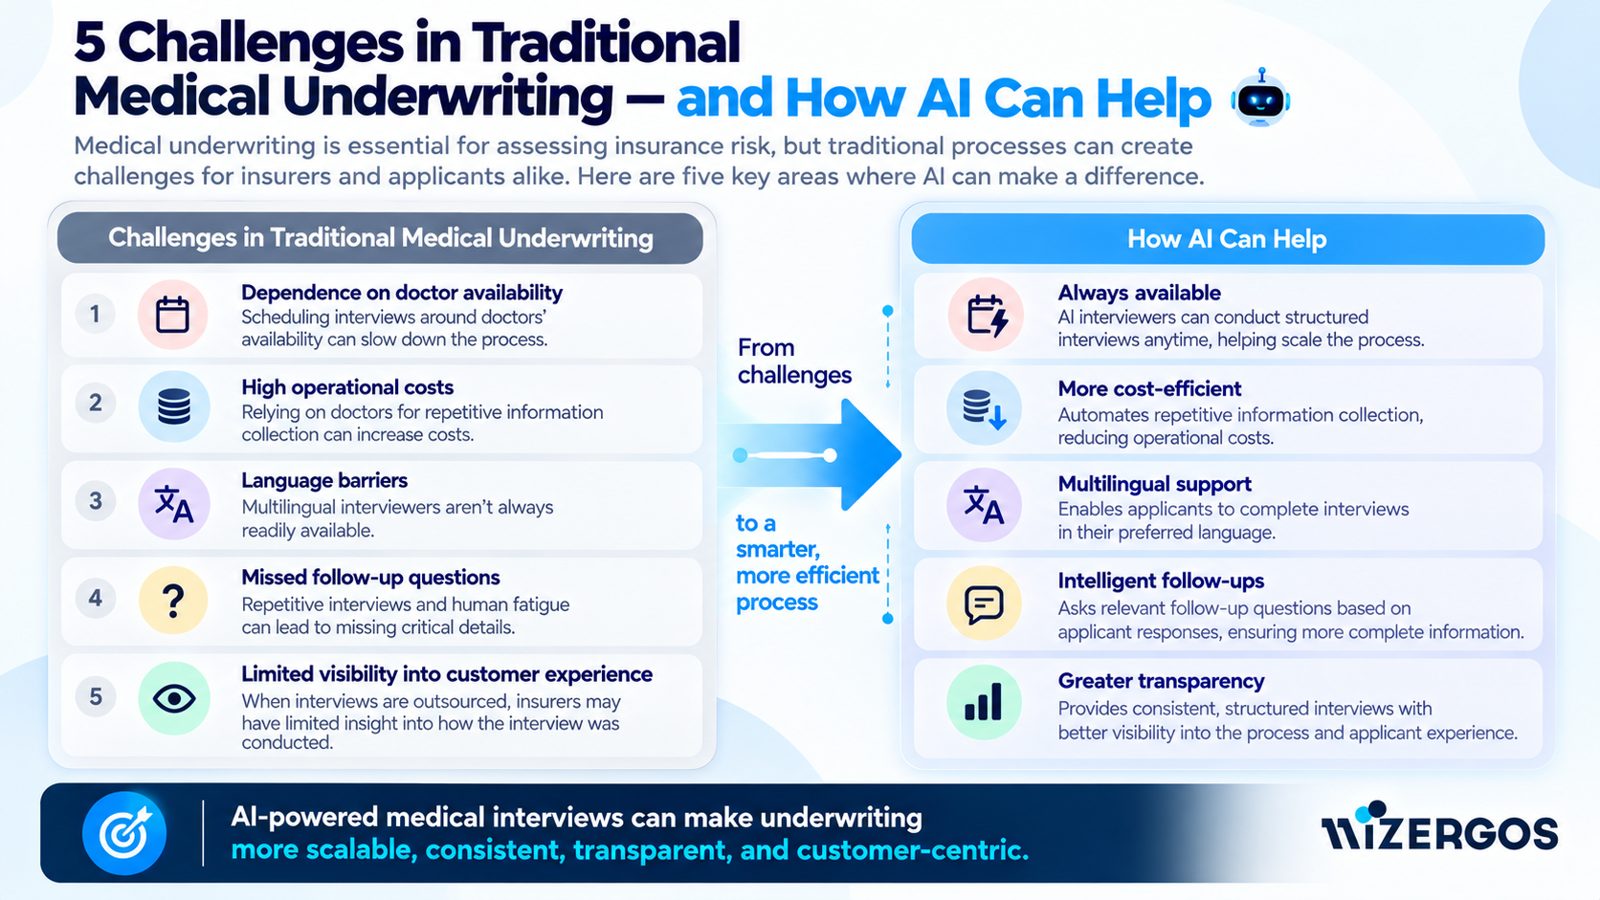 5 Challenges in Traditional
Medical Underwriting — and How AI Can Help
Medical underwriting is essential for assessing insurance risk, but traditional processes can create
challenges for insurers and applicants alike. Here are five key areas where AI can make a difference.
Challenges in Traditional Medical Underwriting
1
Dependence on doctor availability
Scheduling interviews around doctors'
availability can slow down the process.
2
High operational costs
Relying on doctors for repetitive information
collection can increase costs.
3
Language barriers
Multilingual interviewers aren't always
readily available.
4
Missed follow-up questions
Repetitive interviews and human fatigue
can lead to missing critical details.
5
Limited visibility into customer experience
When interviews are outsourced, insurers may
have limited insight into how the interview was
conducted.
From
challenges
to a
smarter,
more efficient
process
How AI Can Help
Always available
AI interviewers can conduct structured
interviews anytime, helping scale the process.
More cost-efficient
Automates repetitive information collection,
reducing operational costs.
文A
Multilingual support
Enables applicants to complete interviews
in their preferred language.
Intelligent follow-ups
Asks relevant follow-up questions based on
applicant responses, ensuring more complete information.
Greater transparency
Provides consistent, structured interviews with
better visibility into the process and applicant experience.
AI-powered medical interviews can make underwriting
more scalable, consistent, transparent, and customer-centric.
WIZERGOS